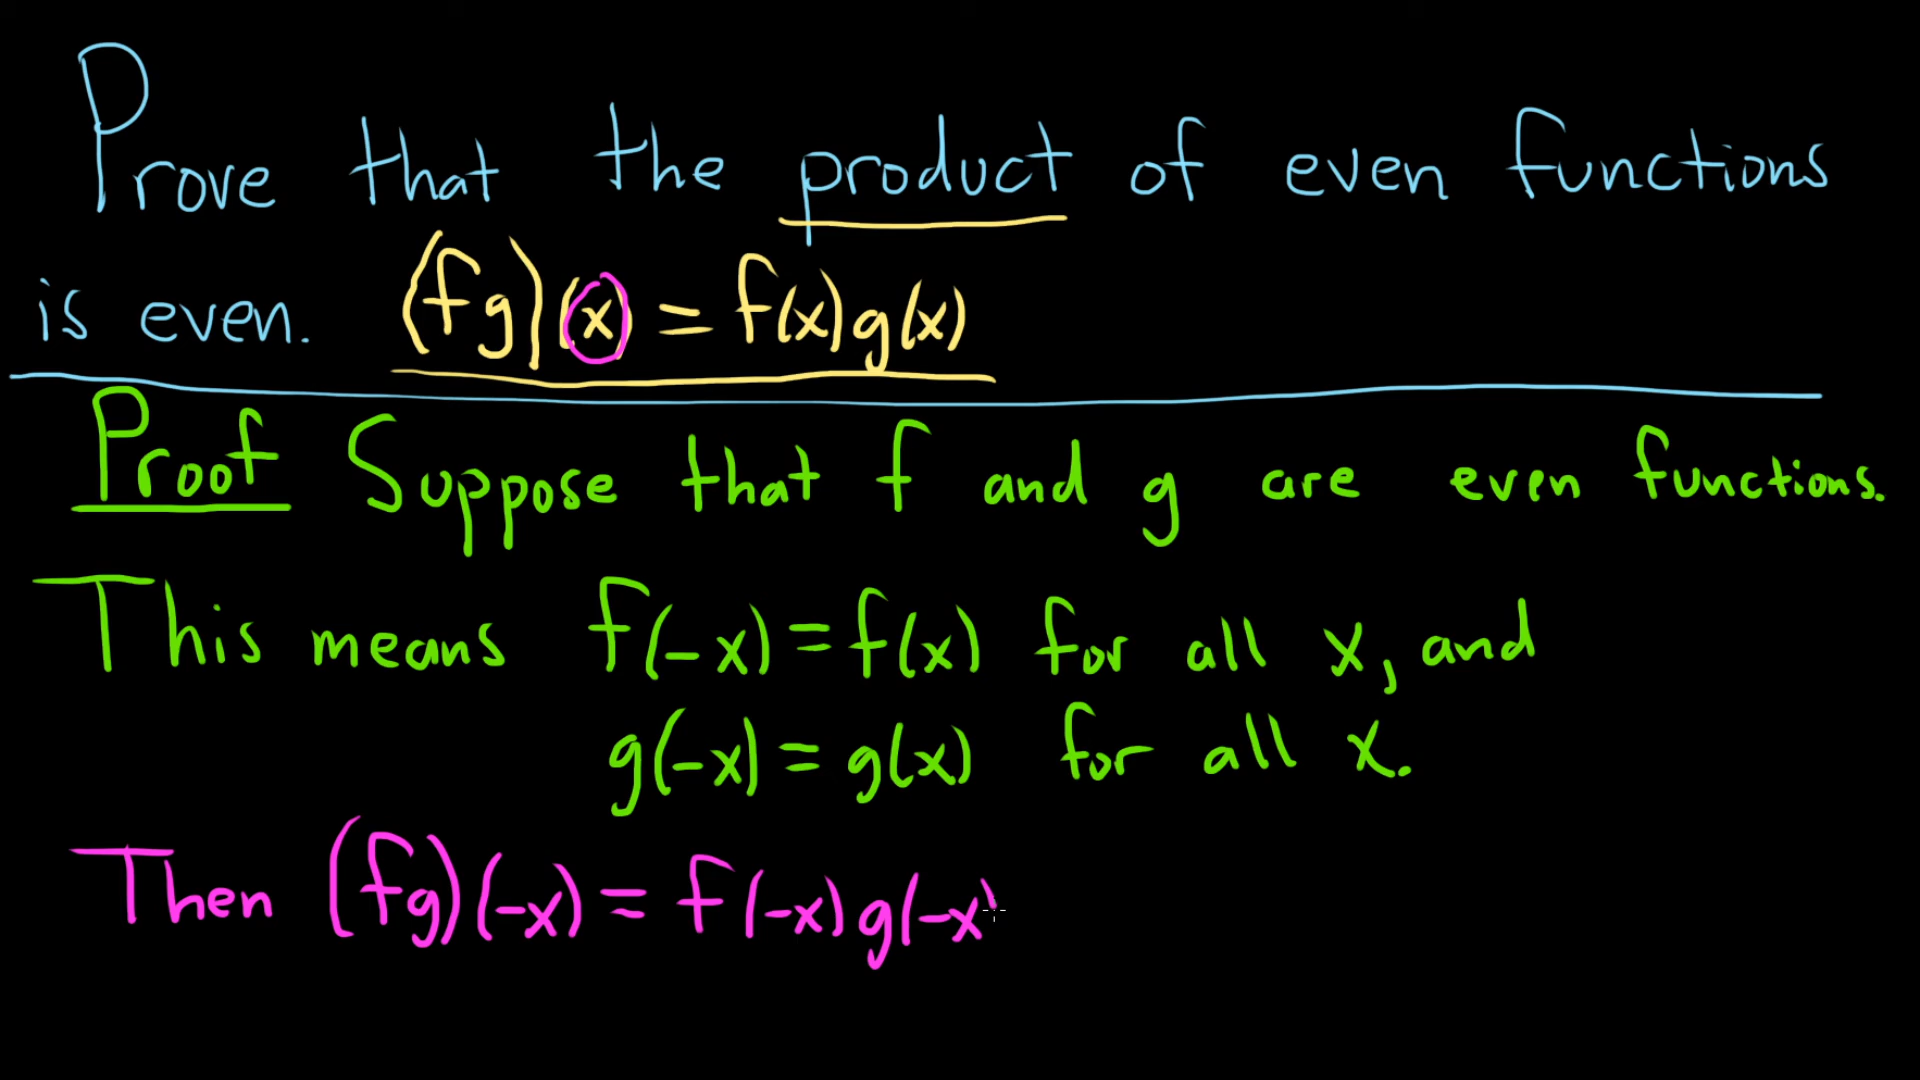 Prove that the product of even functions
is even. (fg)(x) = f(x)g(x)
Proof Suppose that f and g are even functions.
This means f(-x) = f(x) for all x, and
g(-x) = g(x) for all x.
Then (fg)(-x) = f(-x)g(-x)